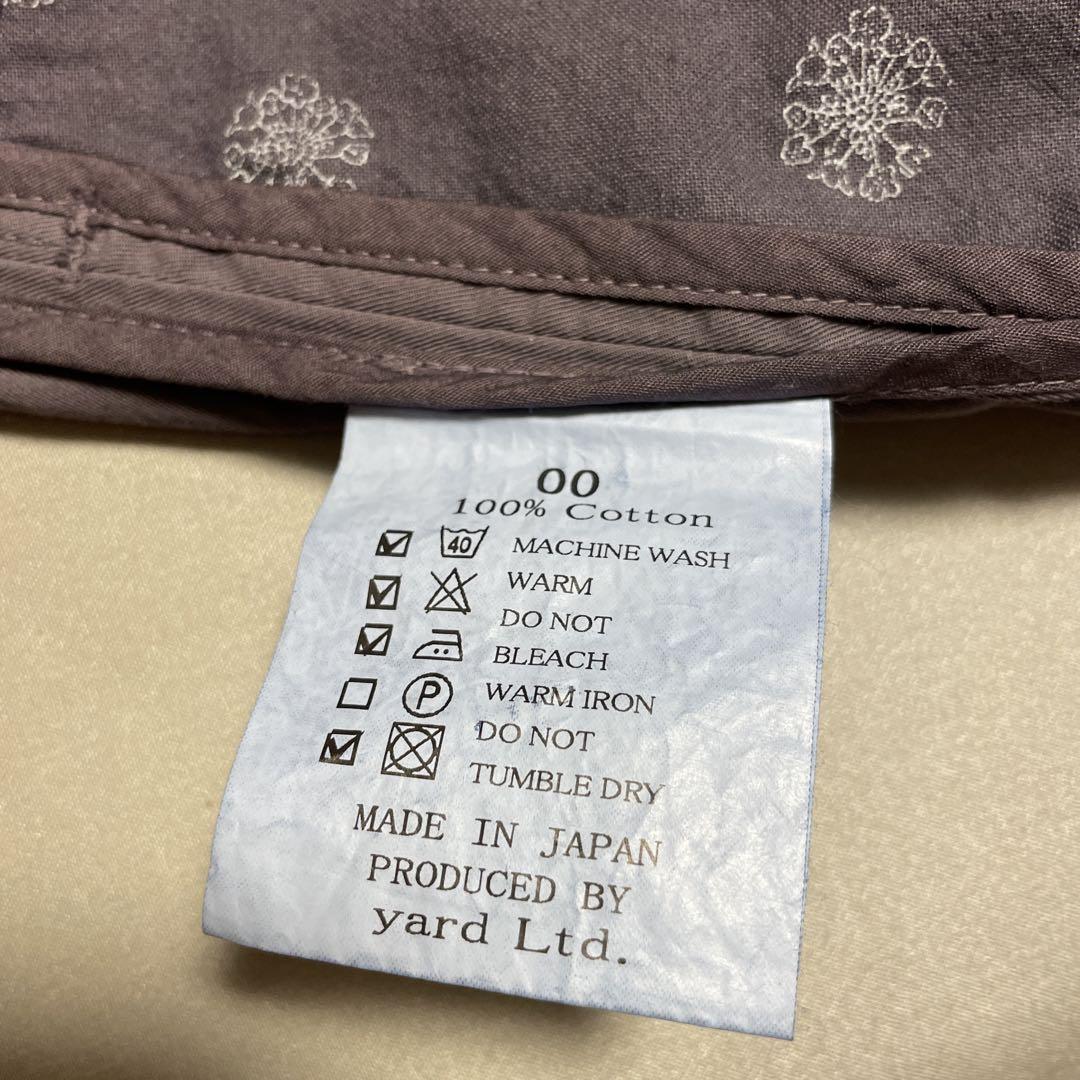 00
100% Cotton
40 MACHINE WASH
WARM
DO NOT
BLEACH
P WARM IRON
DO NOT
TUMBLE DRY
MADE IN JAPAN
PRODUCED BY
yard Ltd.